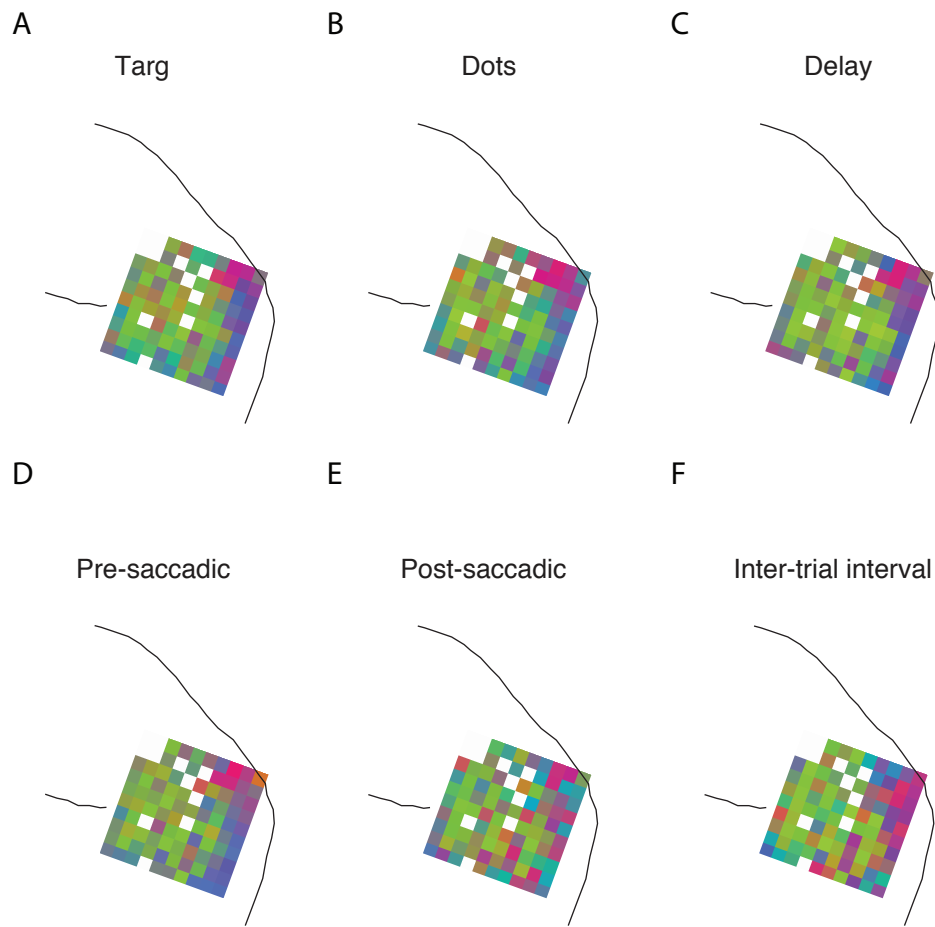 A
B
C
Targ
Dots
Delay
D
E
F
Pre-saccadic
Post-saccadic
Inter-trial interval